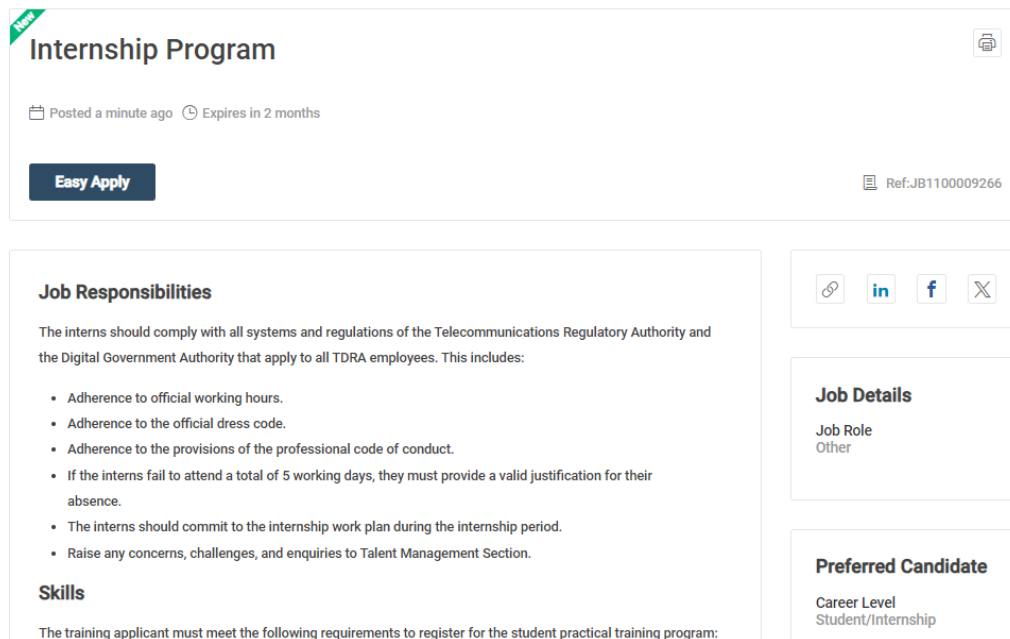 New
Internship Program
Posted a minute ago Expires in 2 months
Easy Apply
Ref:JB1100009266
Job Responsibilities
The interns should comply with all systems and regulations of the Telecommunications Regulatory Authority and
the Digital Government Authority that apply to all TDRA employees. This includes:
• Adherence to official working hours.
• Adherence to the official dress code.
• Adherence to the provisions of the professional code of conduct.
• If the interns fail to attend a total of 5 working days, they must provide a valid justification for their
absence.
• The interns should commit to the internship work plan during the internship period.
• Raise any concerns, challenges, and enquiries to Talent Management Section.
Skills
The training applicant must meet the following requirements to register for the student practical training program:
in f X
Job Details
Job Role
Other
Preferred Candidate
Career Level
Student/Internship